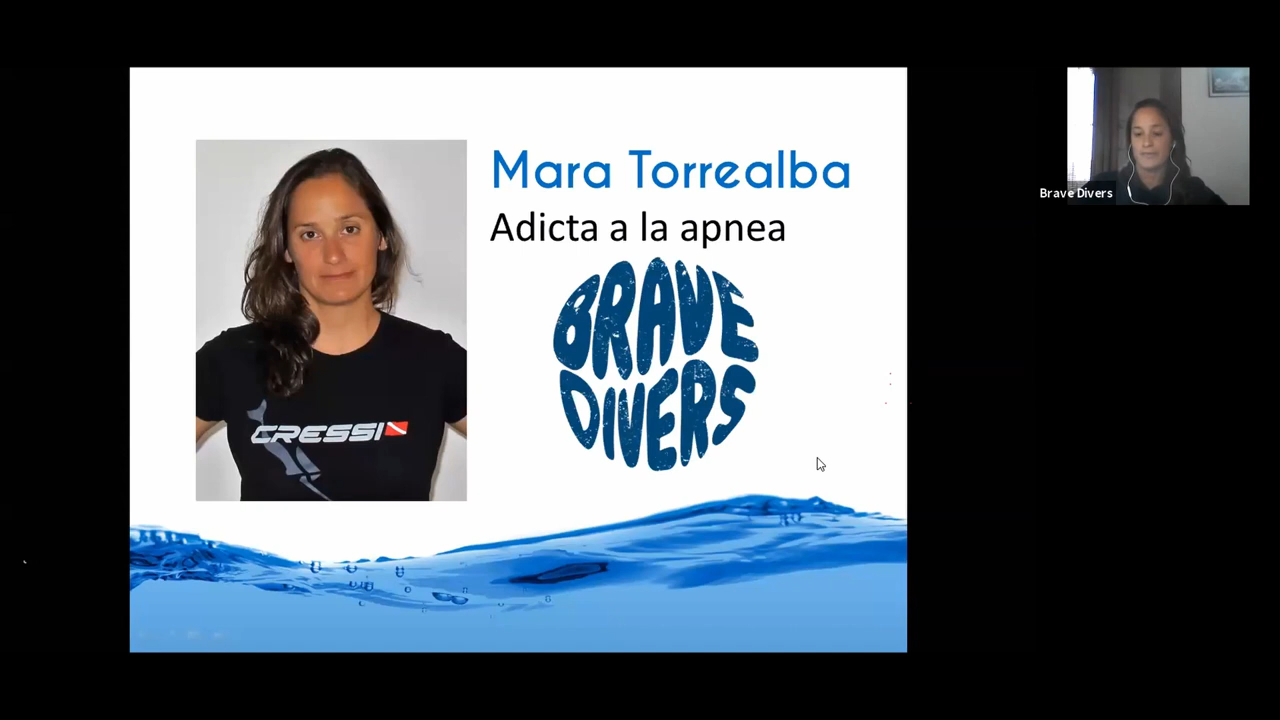 Mara Torrealba
Adicta a la apnea
BRAVE
DIVERS
CRESSI
Brave Divers